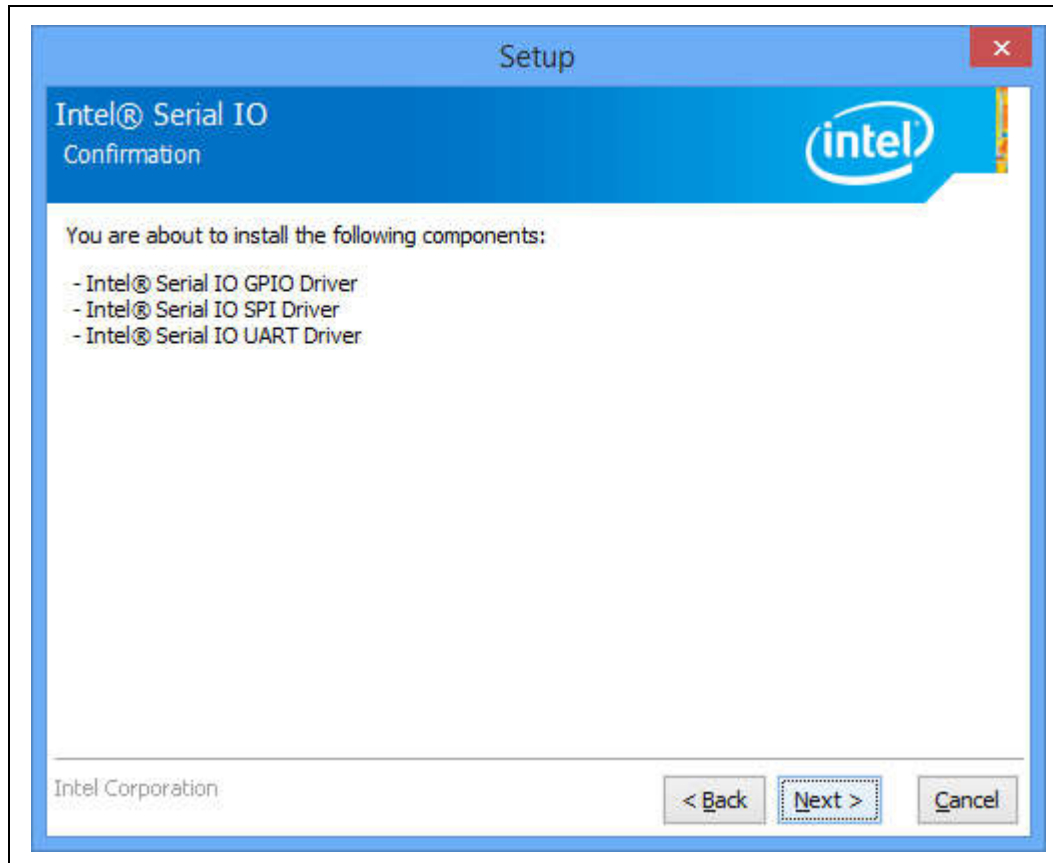 Setup
Intel® Serial IO
Confirmation
intel
You are about to install the following components:
- Intel® Serial IO GPIO Driver
- Intel® Serial IO SPI Driver
- Intel® Serial IO UART Driver
Intel Corporation
< Back
Next >
Cancel